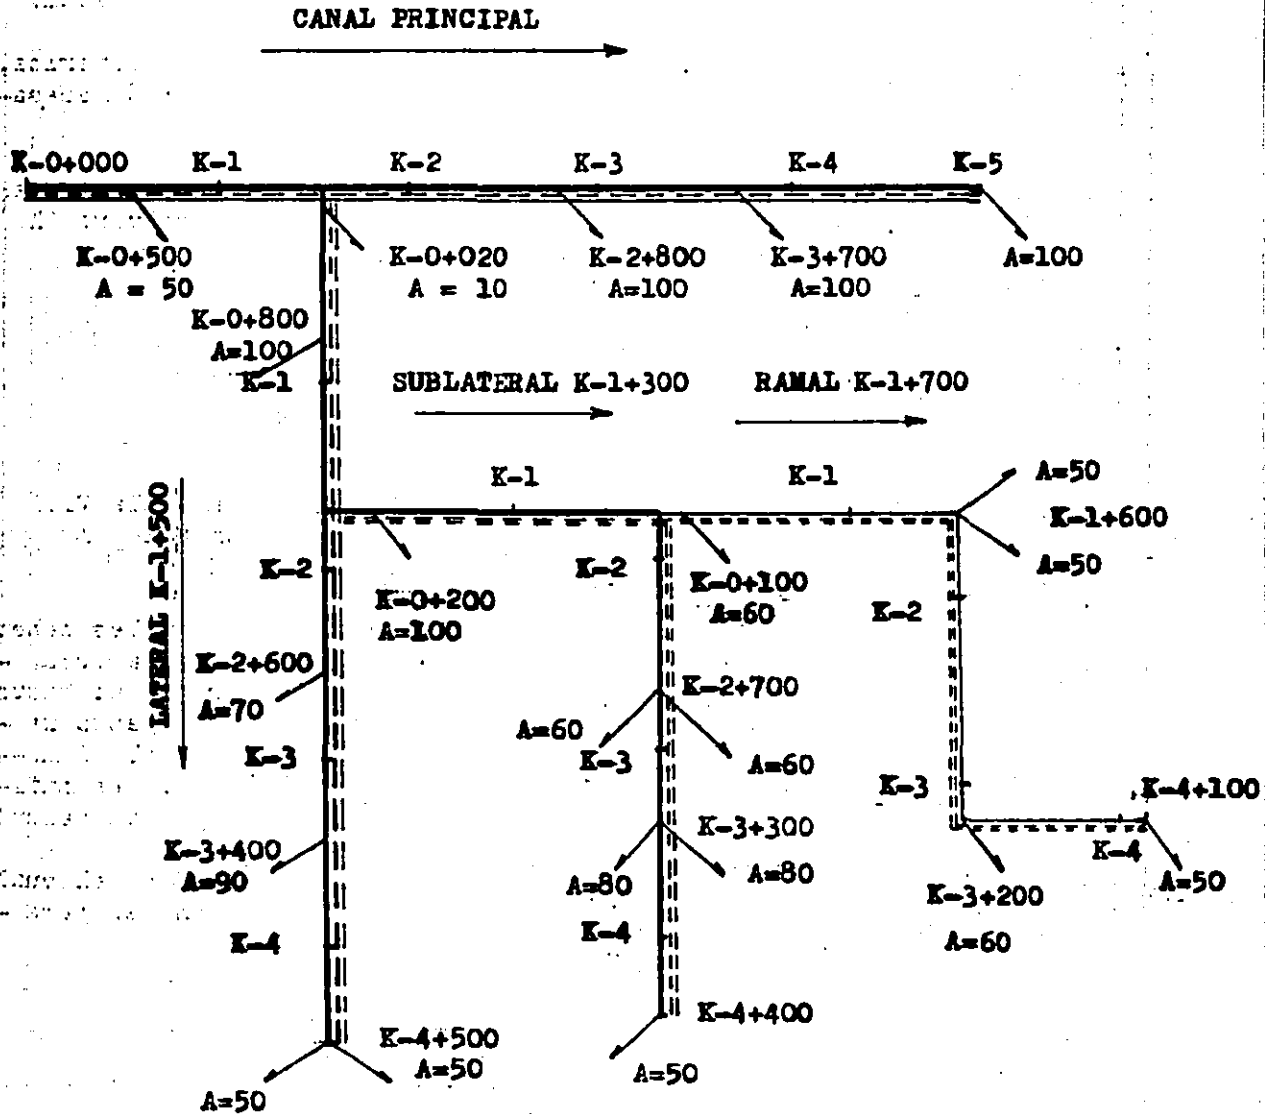 CANAL PRINCIPAL
K-0+000 K-1 K-2 K-3 K-4 K-5
K-0+500
A = 50
K-0+020
A = 10
K-2+800
A=100
K-3+700
A=100
A=100
K-0+800
A=100
K-1
SUBLATERAL K-1+300
RAMAL K-1+700
LATERAL K-1+500
K-1
K-1
A=50
K-1+600
A=50
K-2
K-0+200
A=100
K-2
K-0+100
A=60
K-2
K-2+600
A=70
K-2+700
A=60
A=60
K-3
K-3
K-3
K-4+100
K-3+400
A=90
K-3+300
A=80
A=80
K-4
A=50
K-3+200
A=60
K-4
K-4
K-4+400
A=50
K-4+500
A=50
A=50